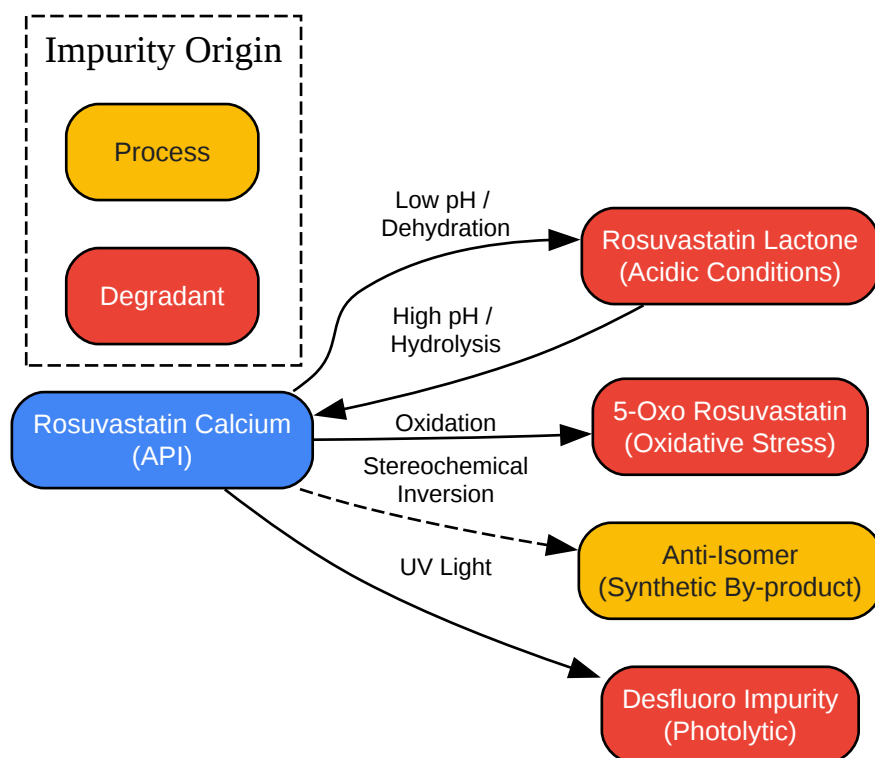 Impurity Origin
Process
Degradant
Low pH /
Dehydration
Rosuvastatin Lactone
(Acidic Conditions)
High pH /
Hydrolysis
Rosuvastatin Calcium
(API)
Oxidation
5-Oxo Rosuvastatin
(Oxidative Stress)
Stereochemical
Inversion
Anti-Isomer
(Synthetic By-product)
UV Light
Desfluoro Impurity
(Photolytic)